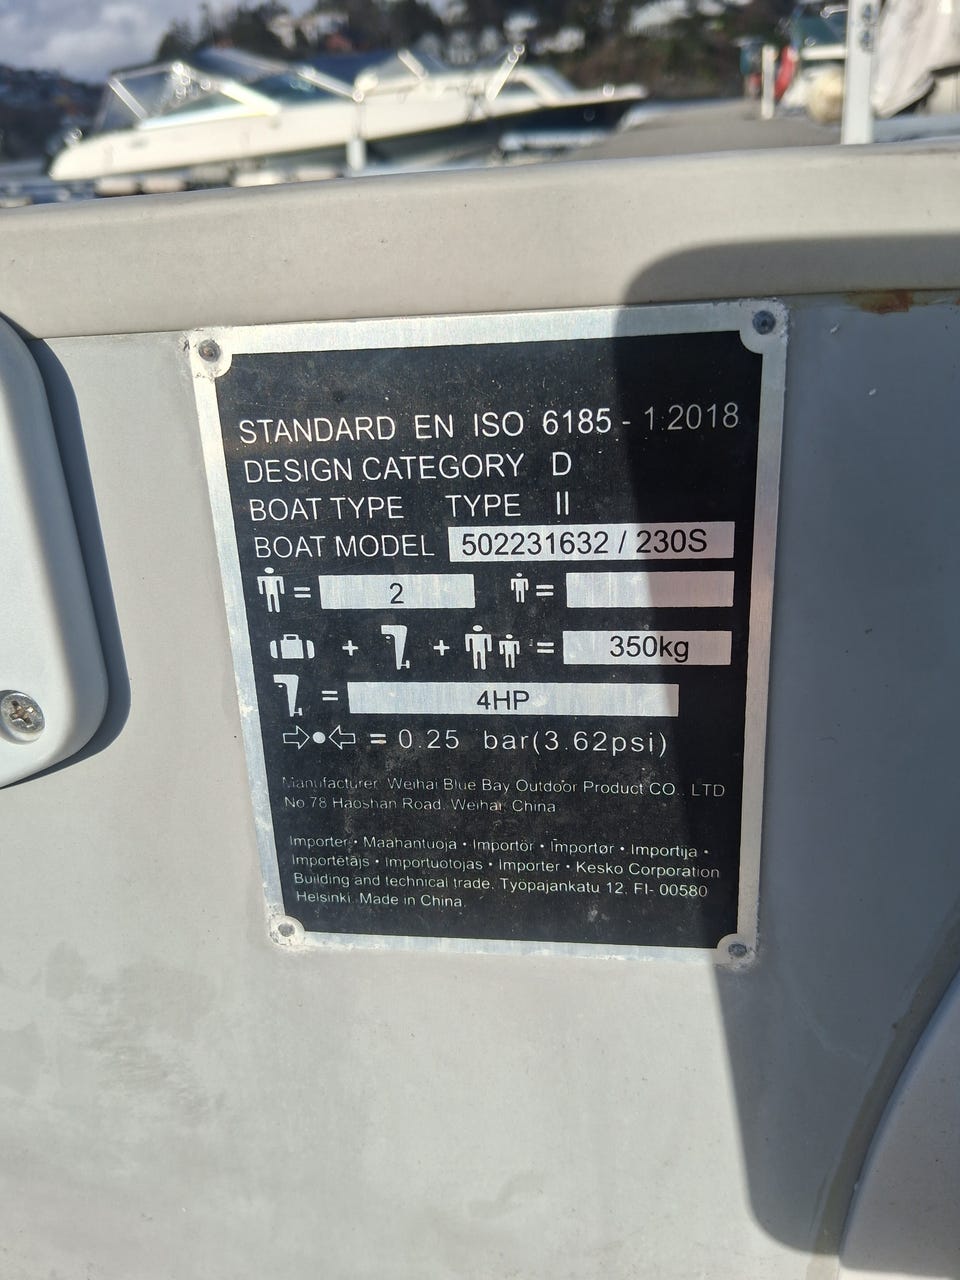 STANDARD EN ISO 6185 - 1:2018
DESIGN CATEGORY D
BOAT TYPE TYPE II
BOAT MODEL 502231632 / 230S
= 2 =
+ + = 350kg
= 4HP
= 0.25 bar(3.62psi)
Manufacturer: Weihai Blue Bay Outdoor Product CO., LTD
No 78 Haoshan Road, Weihai, China
Importer • Maahantuoja • Importör • Importør • Importija •
Importētājs • Importuotojas • Importer • Kesko Corporation
Building and technical trade. Työpajankatu 12, FI- 00580
Helsinki. Made in China.